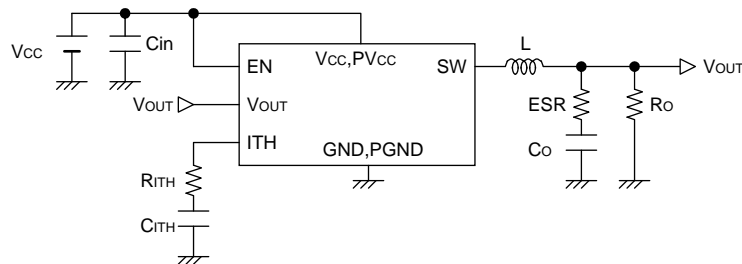 L
VCC
Cin
EN
VCC,PVCC
SW
VOUT
ESR
RO
VOUT
VOUT
ITH
CO
GND,PGND
RITH
CITH